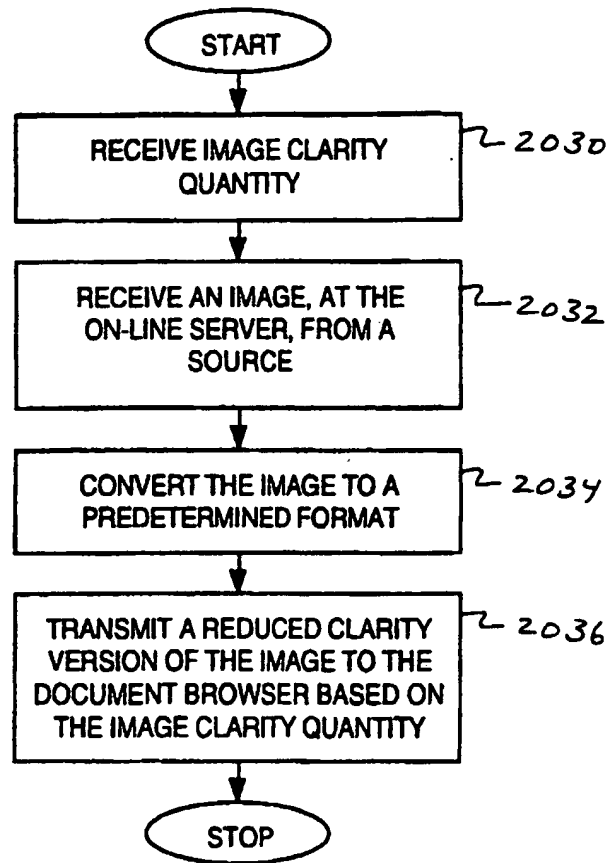 START
RECEIVE IMAGE CLARITY
QUANTITY
2030
RECEIVE AN IMAGE, AT THE
ON-LINE SERVER, FROM A
SOURCE
2032
CONVERT THE IMAGE TO A
PREDETERMINED FORMAT
2034
TRANSMIT A REDUCED CLARITY
VERSION OF THE IMAGE TO THE
DOCUMENT BROWSER BASED ON
THE IMAGE CLARITY QUANTITY
2036
STOP